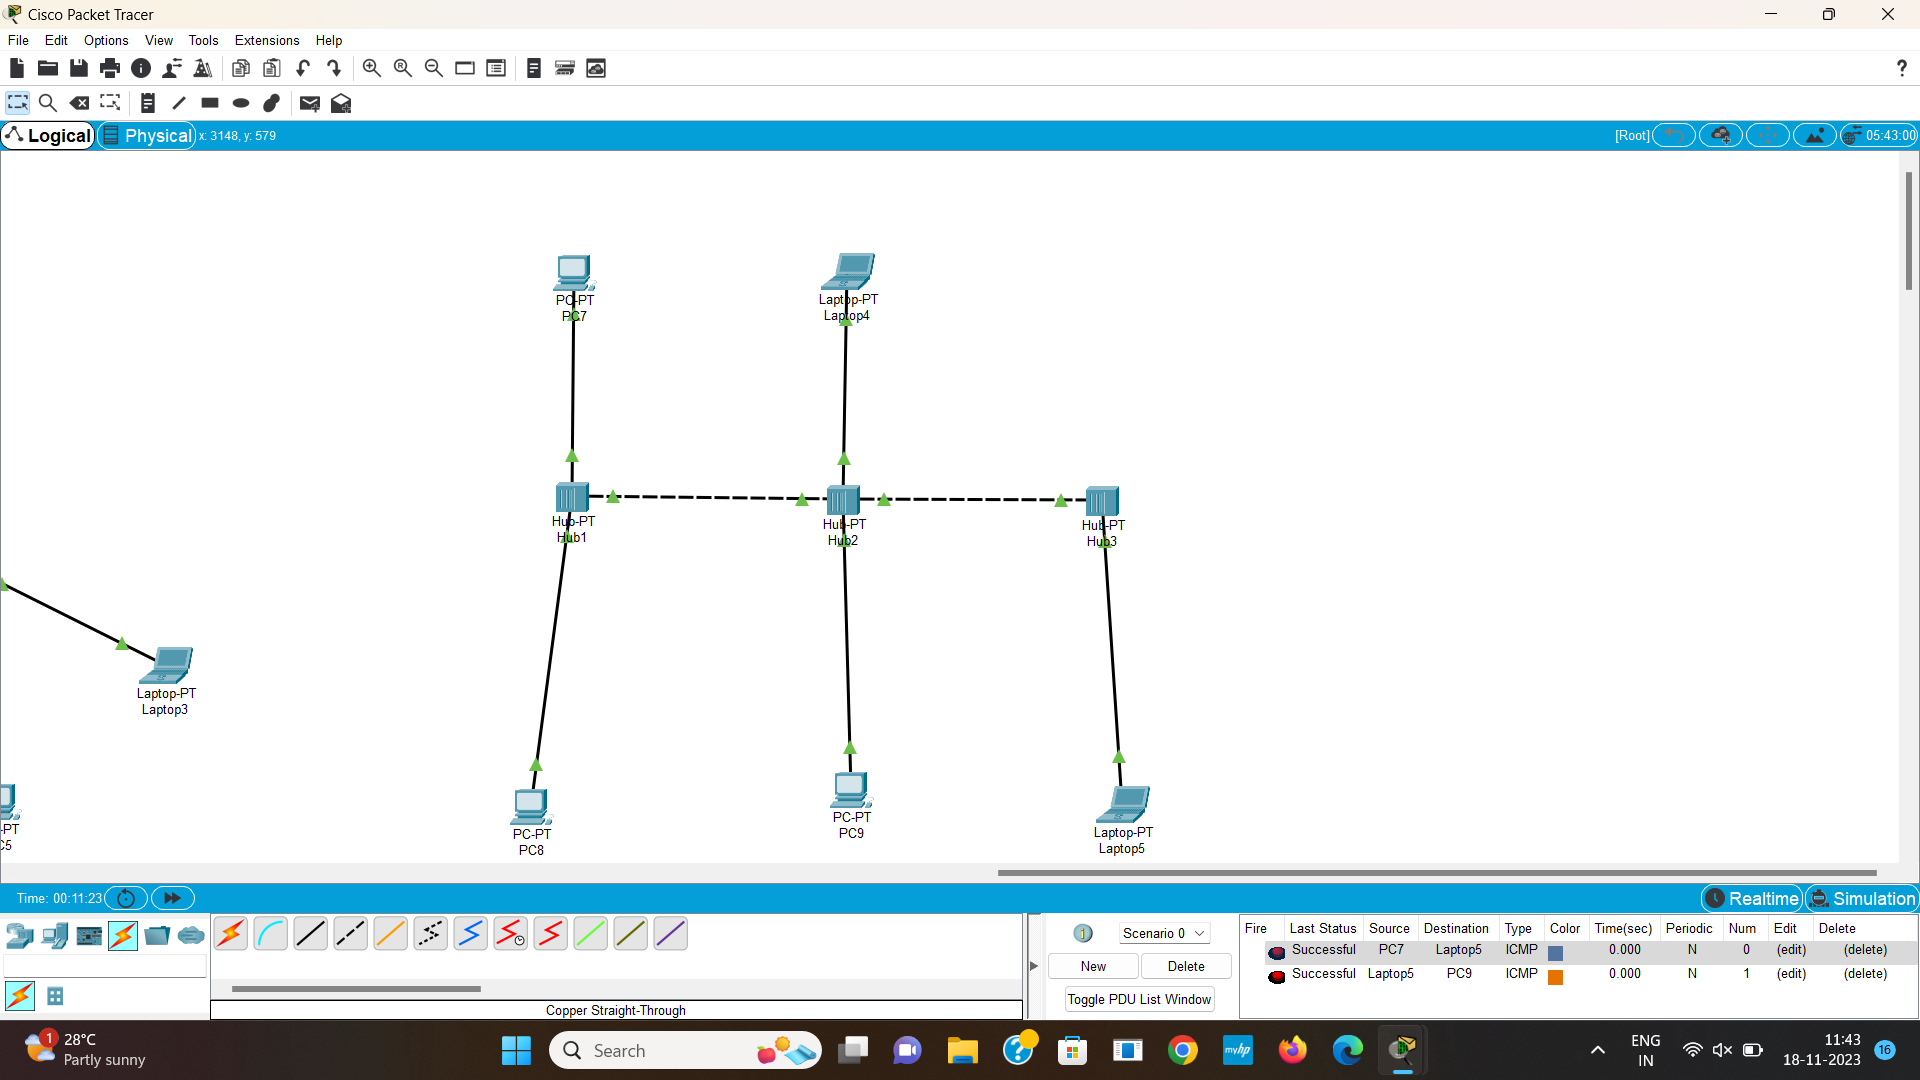 Cisco Packet Tracer
File Edit Options View Tools Extensions Help
?
Logical Physical x: 3148, y: 579 [Root] 05:43:00
PC-PT
PC7
Laptop-PT
Laptop4
Hub-PT
Hub1
Hub-PT
Hub2
Hub-PT
Hub3
Laptop-PT
Laptop3
-PT
C5
PC-PT
PC8
PC-PT
PC9
Laptop-PT
Laptop5
Time: 00:11:23 Realtime Simulation
Copper Straight-Through
Scenario 0
New Delete
Toggle PDU List Window
Fire Last Status Source Destination Type Color Time(sec) Periodic Num Edit Delete
Successful PC7 Laptop5 ICMP 0.000 N 0 (edit) (delete)
Successful Laptop5 PC9 ICMP 0.000 N 1 (edit) (delete)
1
28°C
Partly sunny
Search
myhp
ENG
IN
11:43
18-11-2023
16